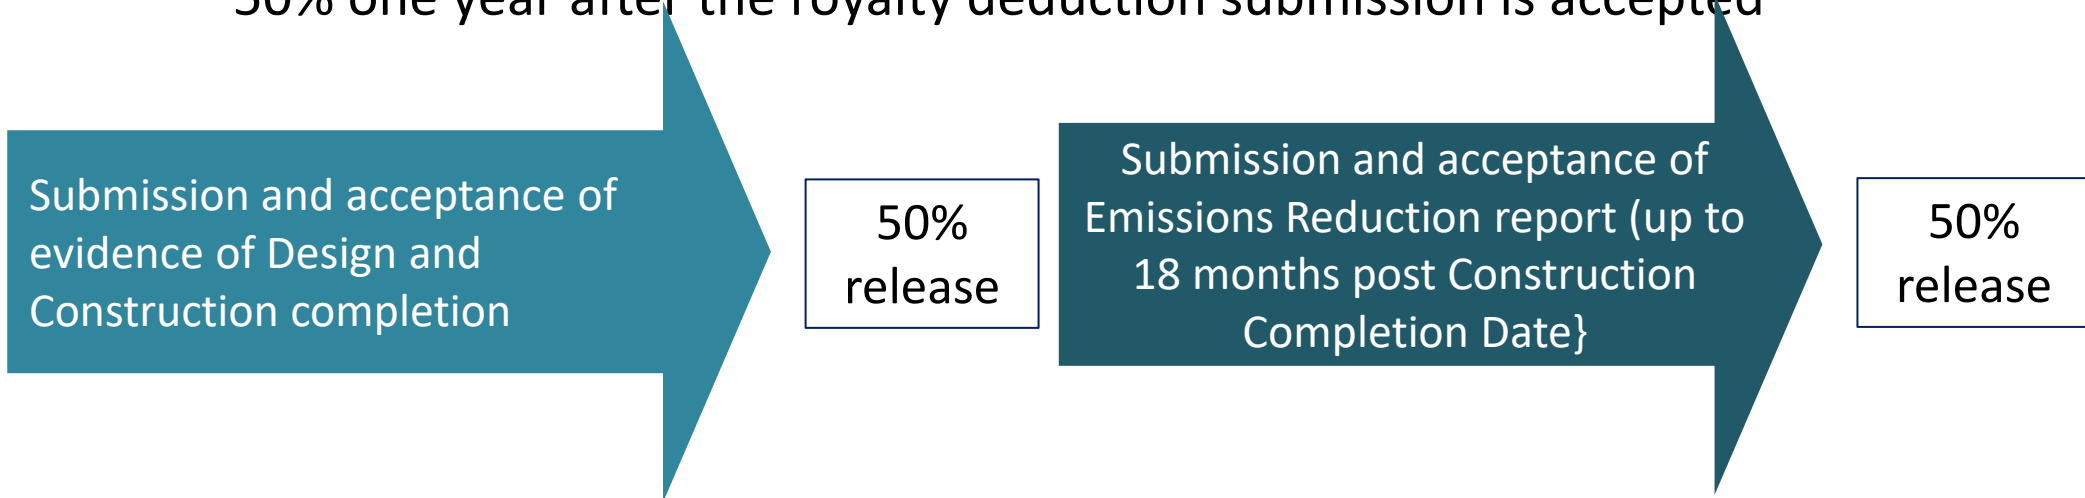 50% one year after the royalty deduction submission is accepted
Submission and acceptance of
evidence of Design and
Construction completion
50%
release
Submission and acceptance of
Emissions Reduction report (up to
18 months post Construction
Completion Date}
50%
release